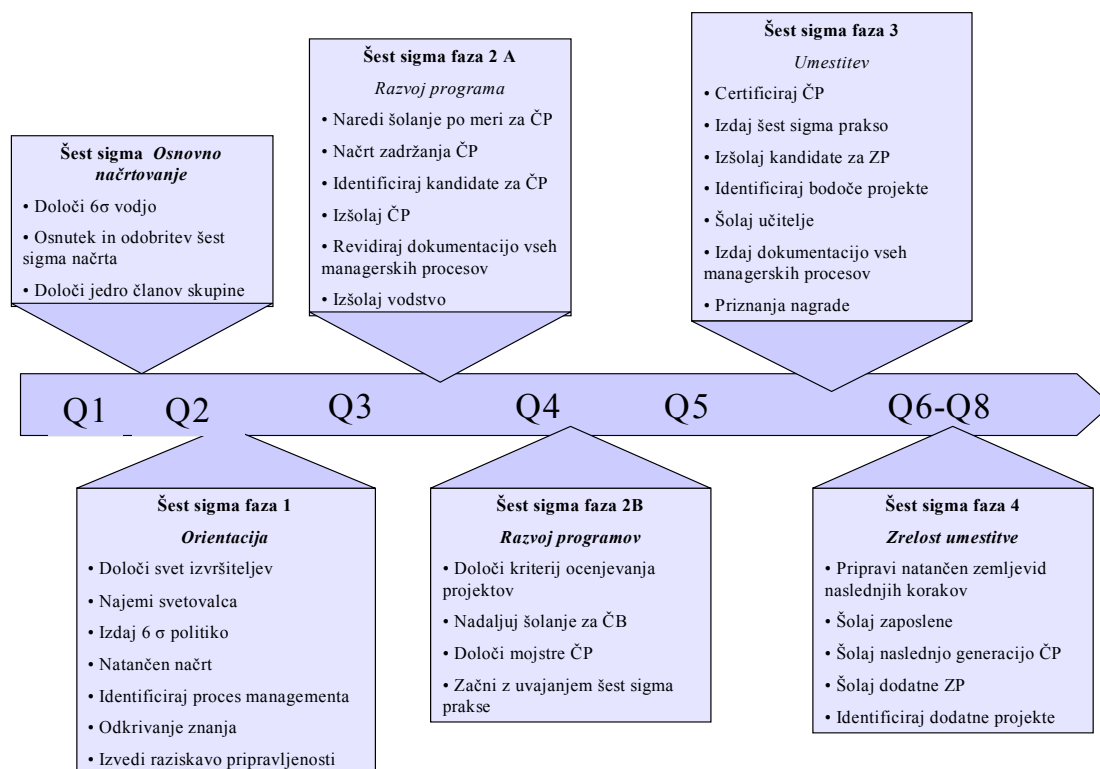 Šest sigma Osnovno
načrtovanje
• Določi 6σ vodjo
• Osnutek in odobritev šest
sigma načrta
• Določi jedro članov skupine
Šest sigma faza 2 A
Razvoj programa
• Naredi šolanje po meri za ČP
• Načrt zadržanja ČP
• Identificiraj kandidate za ČP
• Izšolaj ČP
• Revidiraj dokumentacijo vseh
managerskih procesov
• Izšolaj vodstvo
Šest sigma faza 3
Umestitev
• Certificiraj ČP
• Izdaj šest sigma prakso
• Izšolaj kandidate za ZP
• Identificiraj bodoče projekte
• Šolaj učitelje
• Izdaj dokumentacijo vseh
managerskih procesov
• Priznanja nagrade
Q1 Q2 Q3 Q4 Q5 Q6-Q8
Šest sigma faza 1
Orientacija
• Določi svet izvršiteljev
• Najemi svetovalca
• Izdaj 6 σ politiko
• Natančen načrt
• Identificiraj proces managementa
• Odkrivanje znanja
• Izvedi raziskavo pripravljenosti
Šest sigma faza 2B
Razvoj programov
• Določi kriterij ocenjevanja
projektov
• Nadaljuj šolanje za ČB
• Določi mojstre ČP
• Začni z uvajanjem šest sigma
prakse
Šest sigma faza 4
Zrelost umestitve
• Pripravi natančen zemljevid
naslednjih korakov
• Šolaj zaposlene
• Šolaj naslednjo generacijo ČP
• Šolaj dodatne ZP
• Identificiraj dodatne projekte